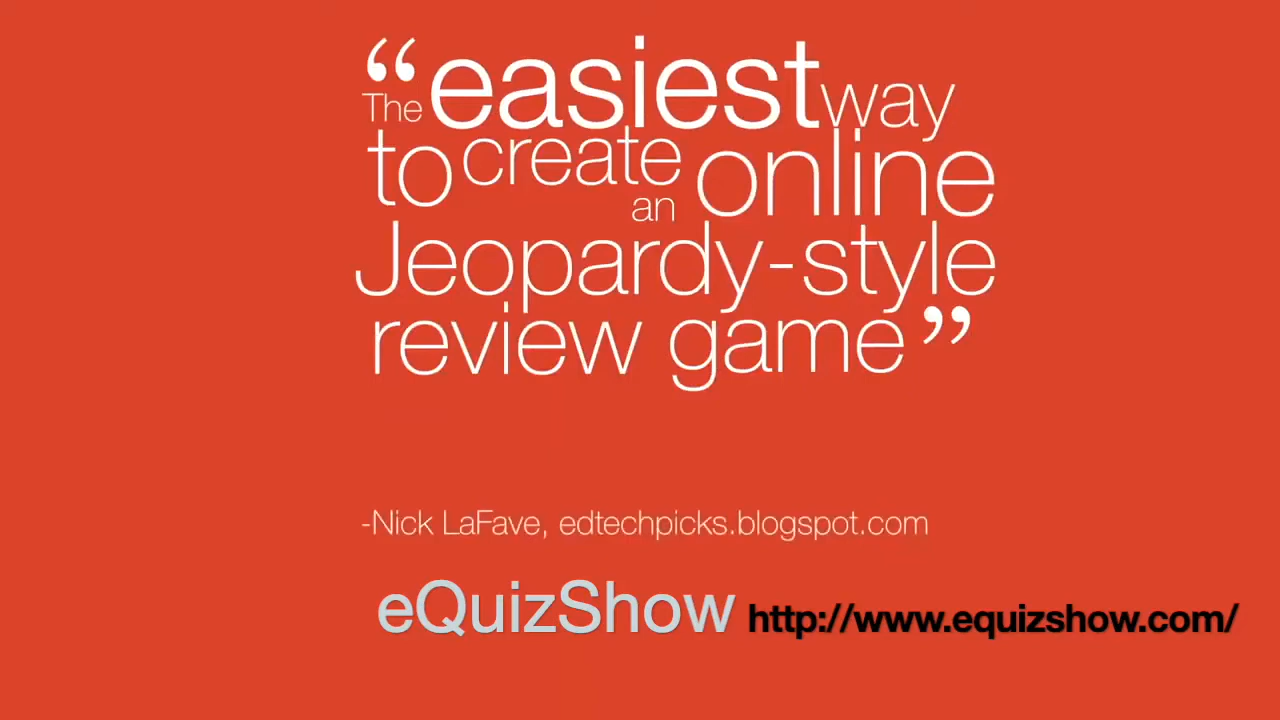 “The easiest way
to create an online
Jeopardy-style
review game”
-Nick LaFave, edtechpicks.blogspot.com
eQuizShow http://www.equizshow.com/